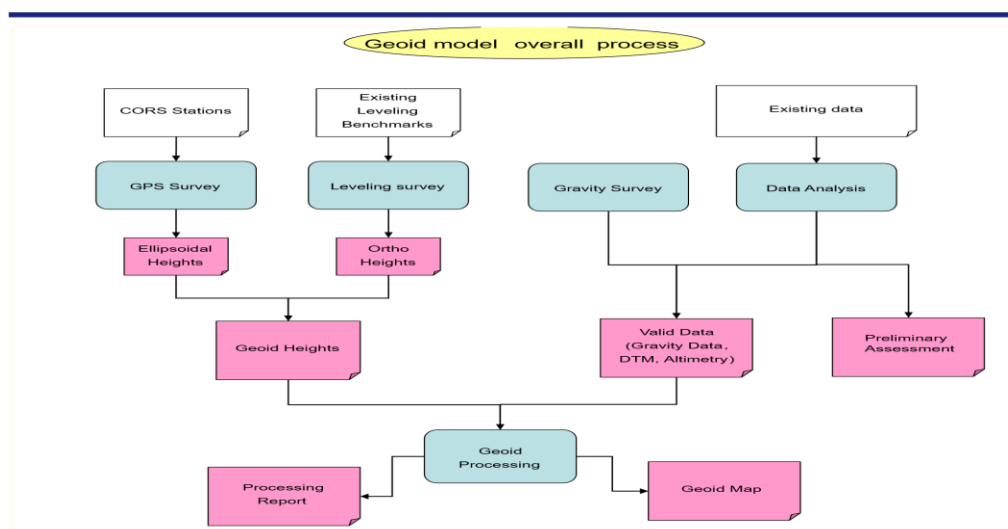 Geoid model overall process
CORS Stations
Existing
Leveling
Benchmarks
Existing data
GPS Survey
Leveling survey
Gravity Survey
Data Analysis
Ellipsoidal
Heights
Ortho
Heights
Geoid Heights
Valid Data
(Gravity Data,
DTM, Altimetry)
Preliminary
Assessment
Geoid
Processing
Processing
Report
Geoid Map